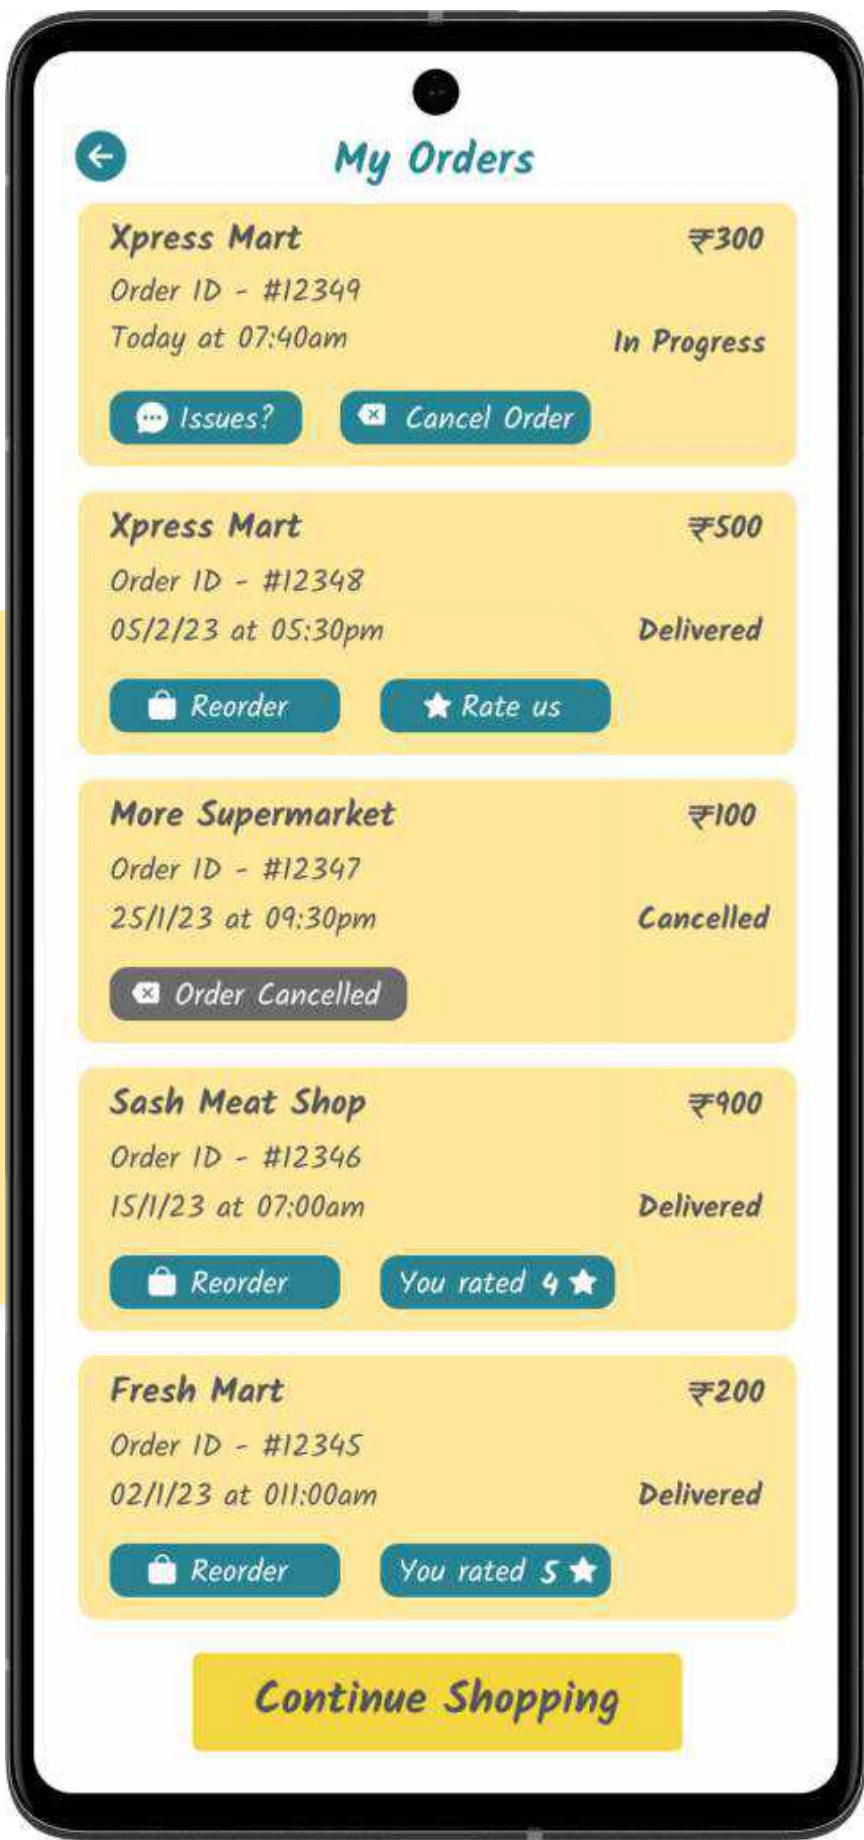 My Orders
Xpress Mart ₹300
Order ID - #12349
Today at 07:40am In Progress
Issues? Cancel Order
Xpress Mart ₹500
Order ID - #12348
05/2/23 at 05:30pm Delivered
Reorder Rate us
More Supermarket ₹100
Order ID - #12347
25/1/23 at 09:30pm Cancelled
Order Cancelled
Sash Meat Shop ₹900
Order ID - #12346
15/1/23 at 07:00am Delivered
Reorder You rated 4
Fresh Mart ₹200
Order ID - #12345
02/1/23 at 011:00am Delivered
Reorder You rated 5
Continue Shopping